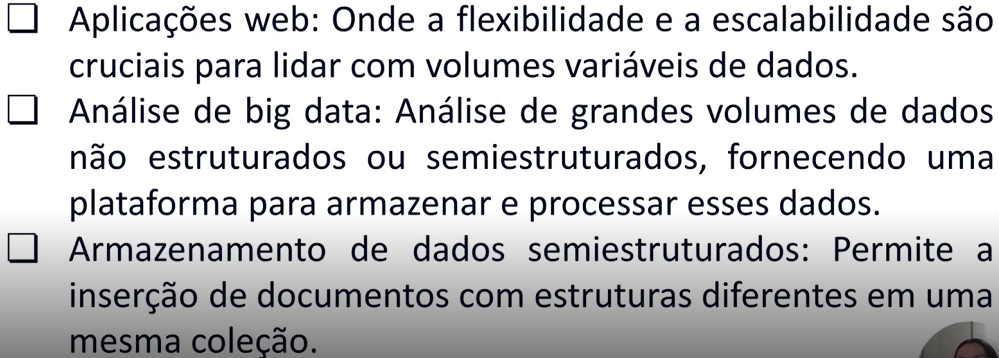 Aplicações web: Onde a flexibilidade e a escalabilidade são
cruciais para lidar com volumes variáveis de dados.
Análise de big data: Análise de grandes volumes de dados
não estruturados ou semiestruturados, fornecendo uma
plataforma para armazenar e processar esses dados.
Armazenamento de dados semiestruturados: Permite a
inserção de documentos com estruturas diferentes em uma
mesma coleção.